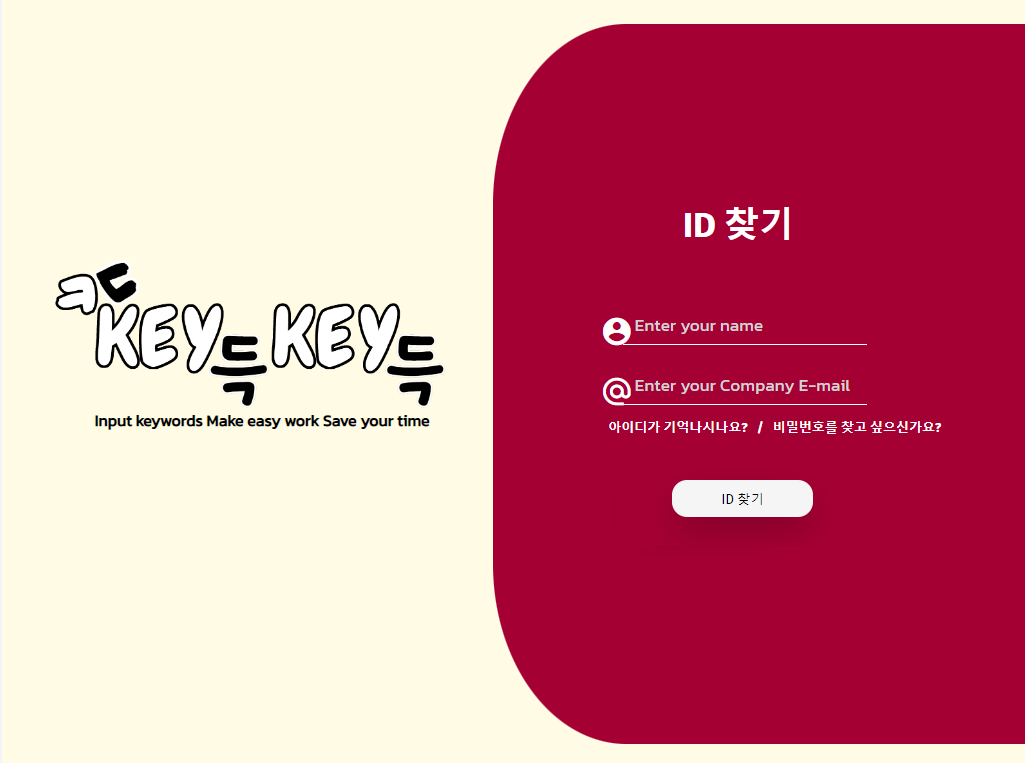 키드
KEY득KEY득
Input keywords Make easy work Save your time
ID 찾기
Enter your name
Enter your Company E-mail
아이디가 기억나시나요? / 비밀번호를 찾고 싶으신가요?
ID 찾기